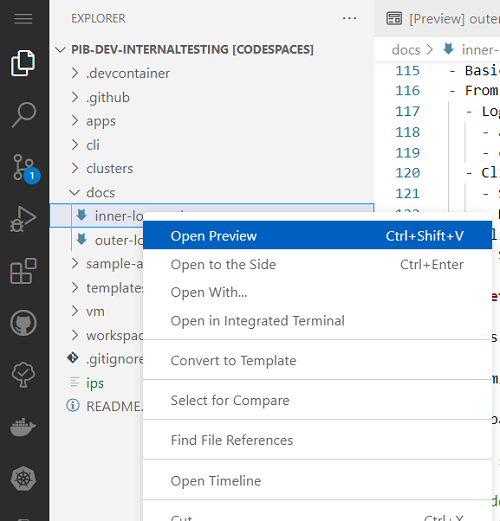 EXPLORER
[Preview] outer
PIB-DEV-INTERNALTESTING [CODESPACES]
docs > inner-
.devcontainer
115 - Basi
.github
116 - From
apps
117 - Log
cli
118 -
119 -
clusters
120 - Cl
docs
121 - S
inner-lo
Open Preview Ctrl+Shift+V
outer-lo
Open to the Side Ctrl+Enter
sample-a
Open With...
templates
vm
Open in Integrated Terminal
workspac
.gitignore
Convert to Template
ips
README.
Select for Compare
Find File References
Open Timeline
Cut Ctrl+X
1